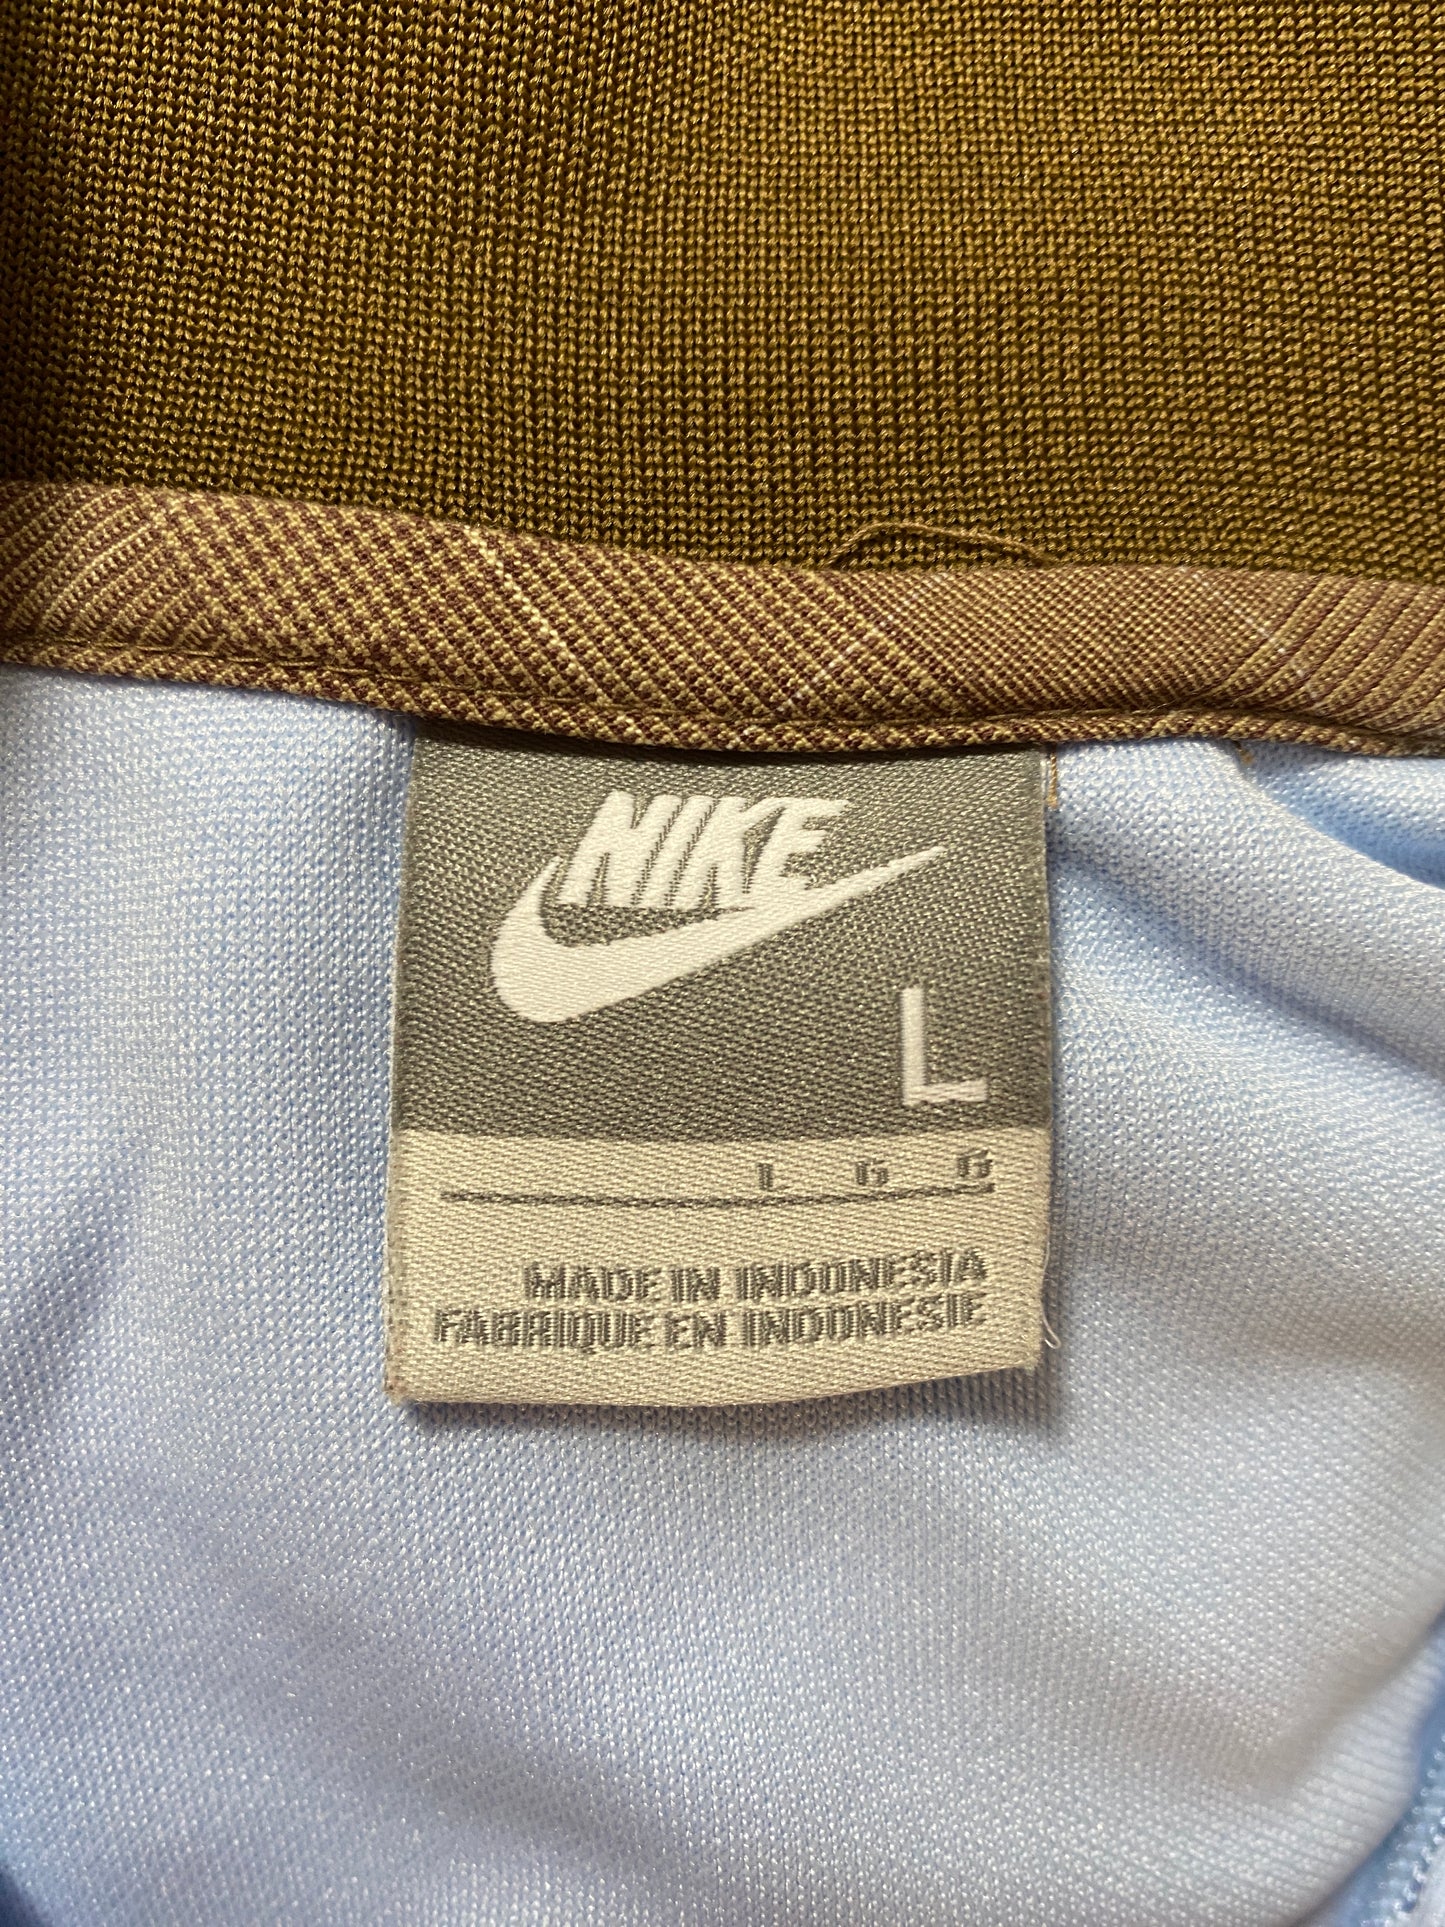 NIKE
L
L G G
MADE IN INDONESIA
FABRIQUE EN INDONESIE